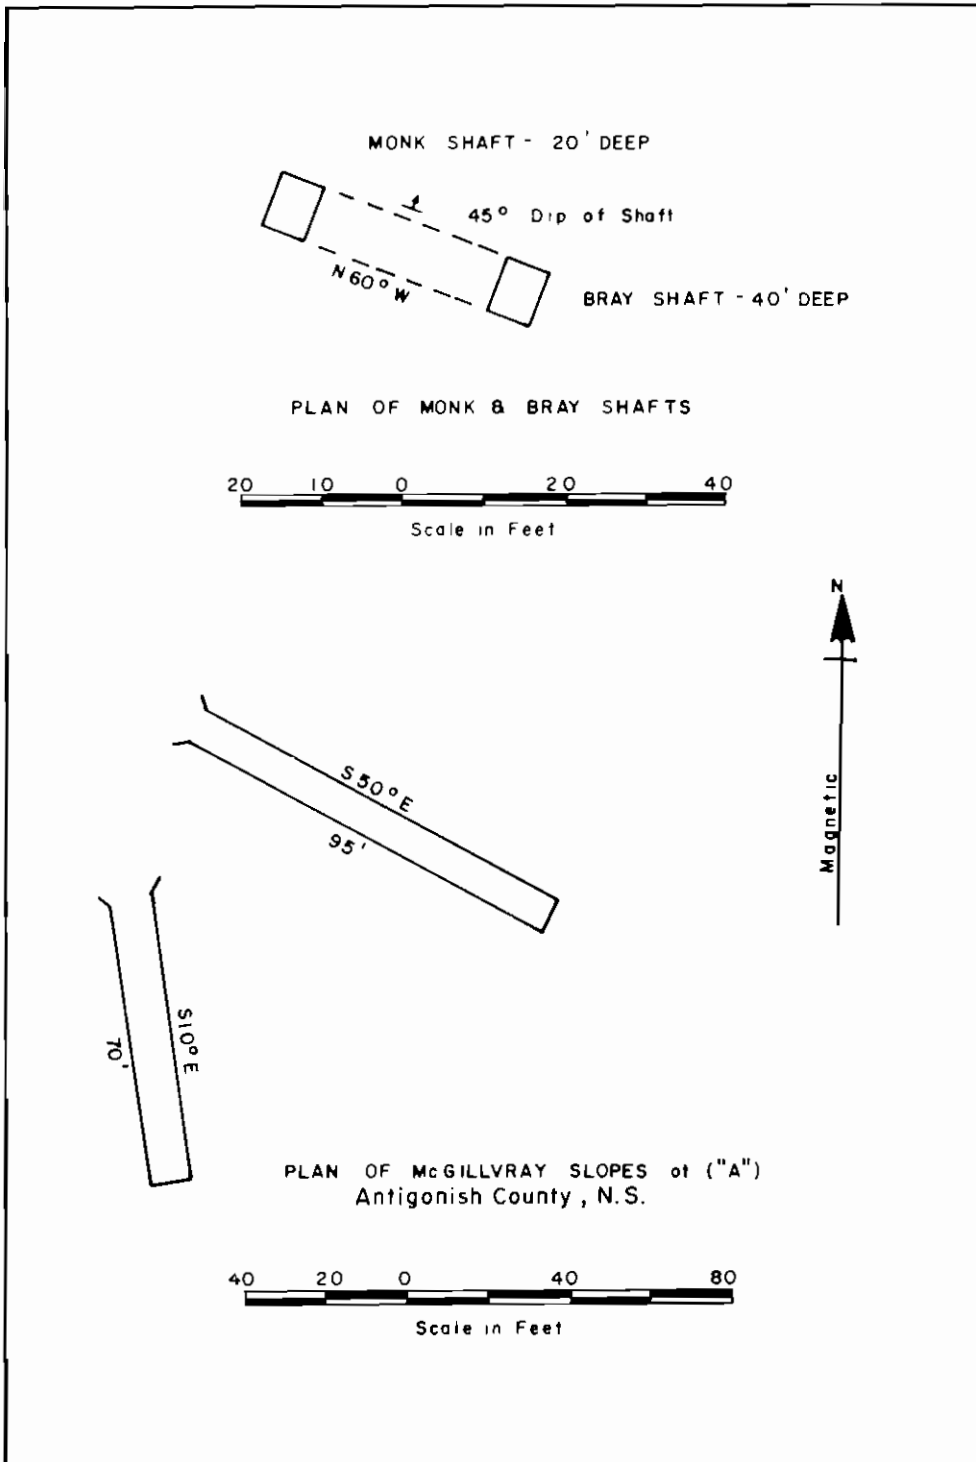 MONK SHAFT - 20' DEEP
45° Dip of Shaft
N 60° W
BRAY SHAFT - 40' DEEP
PLAN OF MONK & BRAY SHAFTS
20 10 0 20 40
Scale in Feet
N
Magnetic
S 50° E
95'
S10° E
70'
PLAN OF McGILLVRAY SLOPES at ("A")
Antigonish County, N.S.
40 20 0 40 80
Scale in Feet